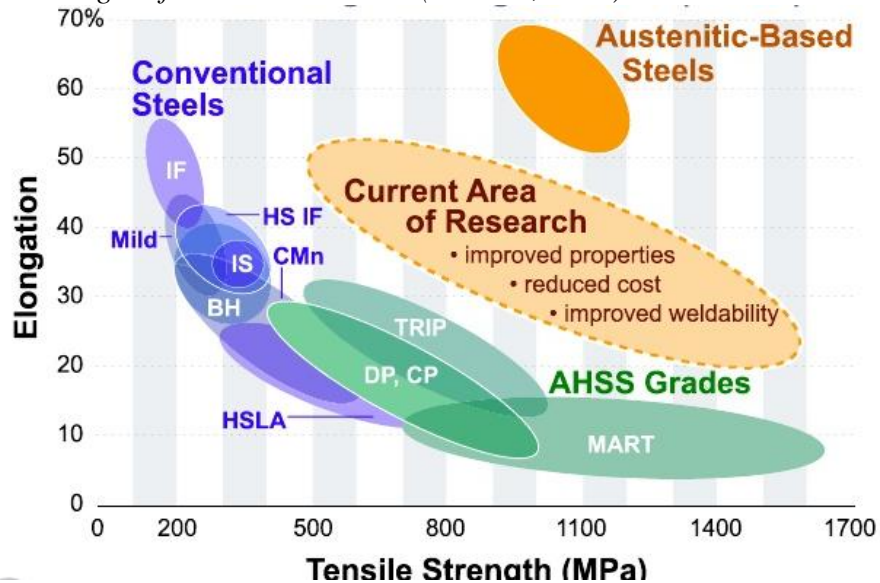 70%
60
50
40
30
20
10
0
Elongation
0 200 500 800 1100 1400 1700
Tensile Strength (MPa)
Conventional
Steels
IF
HS IF
Mild
IS
CMn
BH
HSLA
TRIP
DP, CP
MART
AHSS Grades
Current Area
of Research
• improved properties
• reduced cost
• improved weldability
Austenitic-Based
Steels